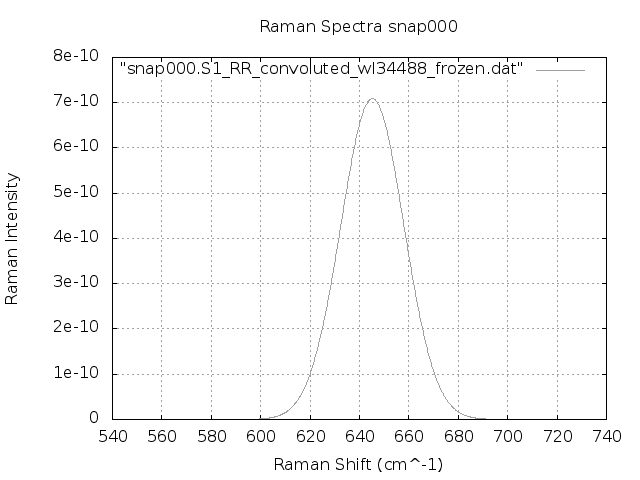 Raman Spectra snap000
"snap000.S1_RR_convoluted_wl34488_frozen.dat"
8e-10
7e-10
6e-10
5e-10
4e-10
3e-10
2e-10
1e-10
0
Raman Intensity
540 560 580 600 620 640 660 680 700 720 740
Raman Shift (cm^-1)